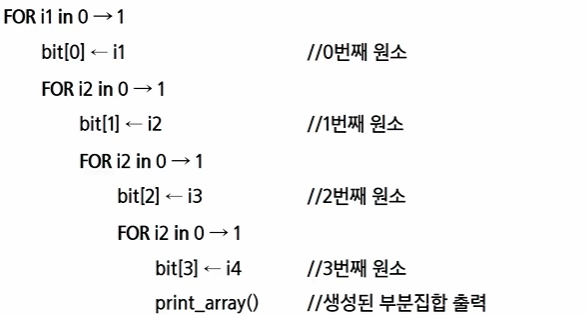 FOR i1 in 0 → 1
bit[0] ← i1 //0번째 원소
FOR i2 in 0 → 1
bit[1] ← i2 //1번째 원소
FOR i2 in 0 → 1
bit[2] ← i3 //2번째 원소
FOR i2 in 0 → 1
bit[3] ← i4 //3번째 원소
print_array() //생성된 부분집합 출력